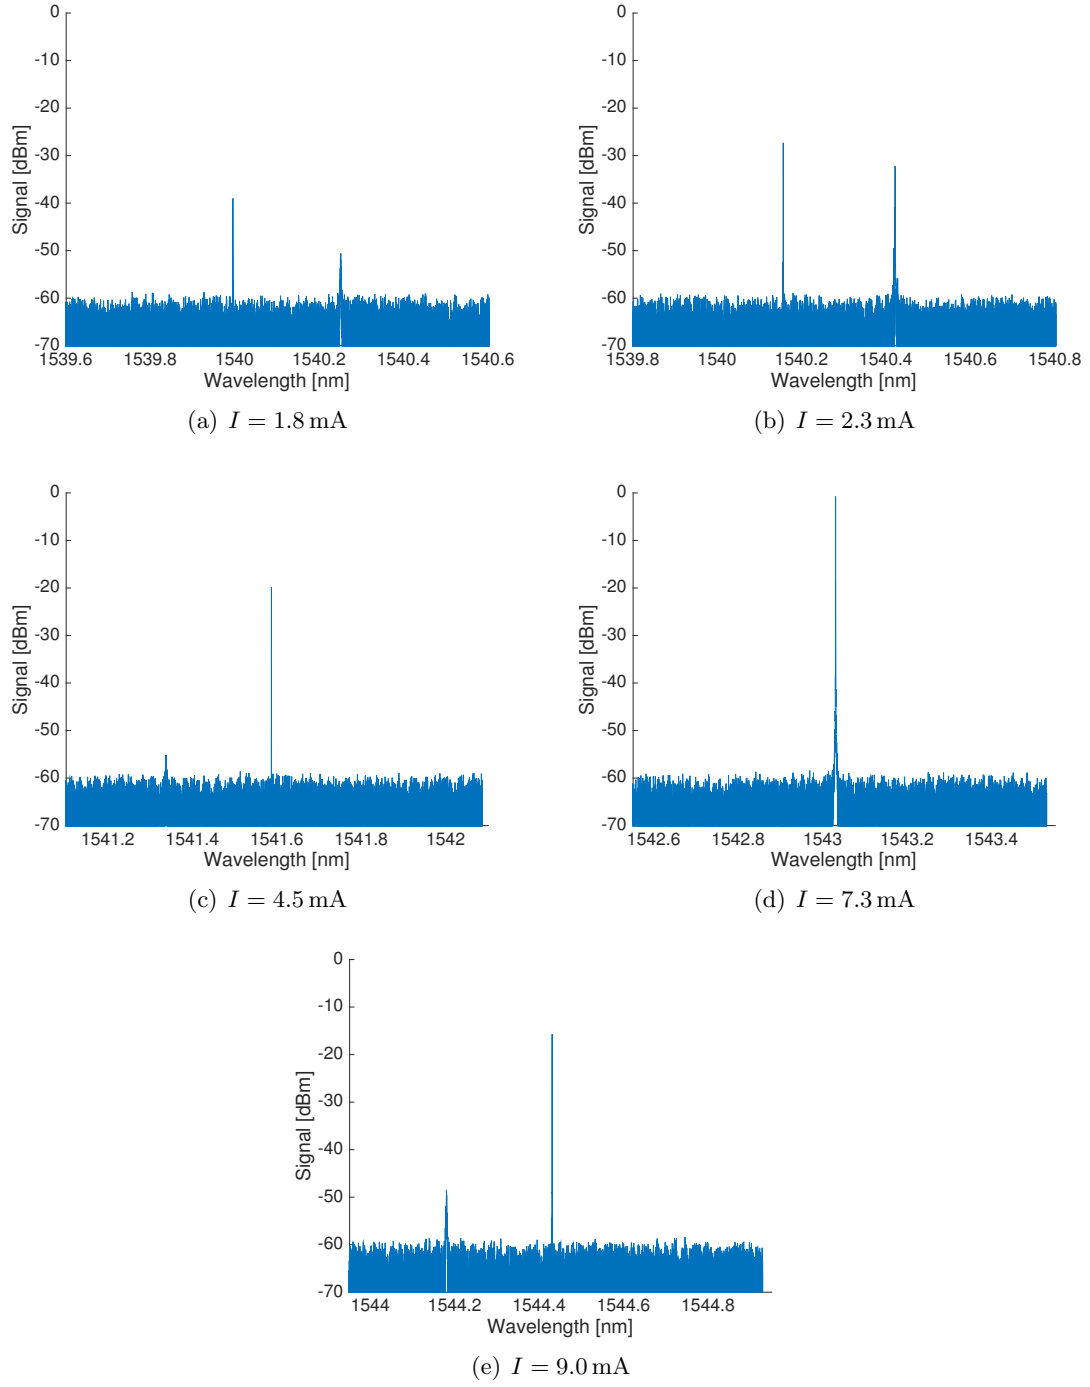 0
-10
-20
-30
-40
-50
-60
-70
Signal [dBm]
1539.6 1539.8 1540 1540.2 1540.4 1540.6
Wavelength [nm]
(a) I = 1.8 mA
0
-10
-20
-30
-40
-50
-60
-70
Signal [dBm]
1539.8 1540 1540.2 1540.4 1540.6 1540.8
Wavelength [nm]
(b) I = 2.3 mA
0
-10
-20
-30
-40
-50
-60
-70
Signal [dBm]
1541.2 1541.4 1541.6 1541.8 1542
Wavelength [nm]
(c) I = 4.5 mA
0
-10
-20
-30
-40
-50
-60
-70
Signal [dBm]
1542.6 1542.8 1543 1543.2 1543.4
Wavelength [nm]
(d) I = 7.3 mA
0
-10
-20
-30
-40
-50
-60
-70
Signal [dBm]
1544 1544.2 1544.4 1544.6 1544.8
Wavelength [nm]
(e) I = 9.0 mA